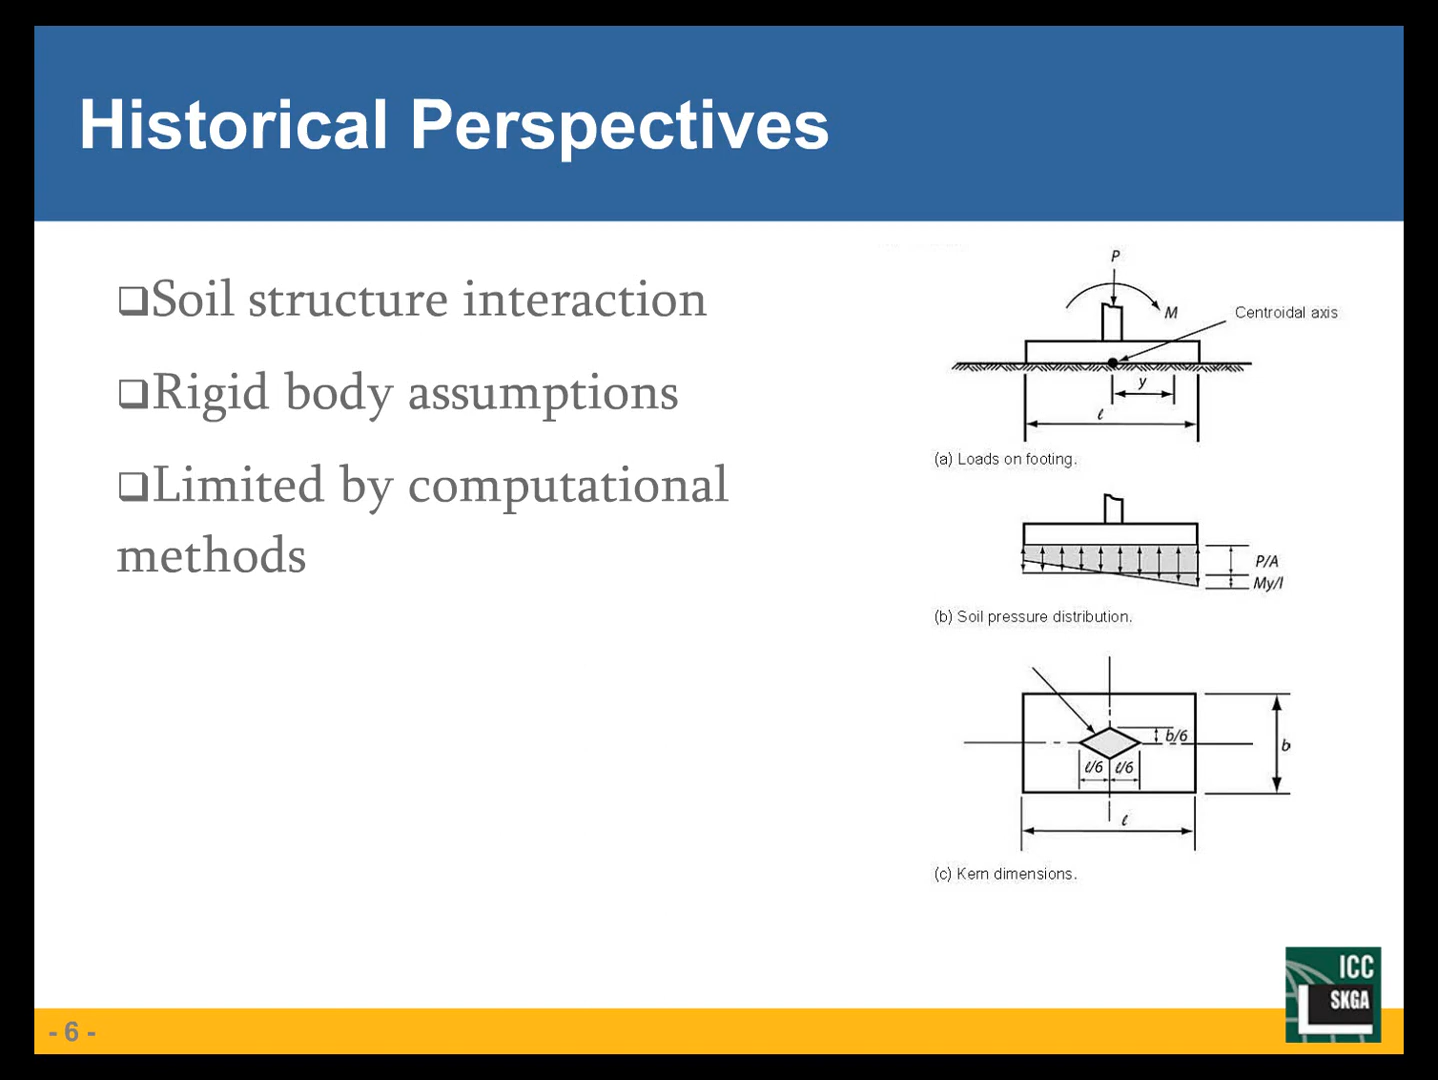 Historical Perspectives
❑Soil structure interaction
❑Rigid body assumptions
❑Limited by computational
methods
P
M
Centroidal axis
y
ℓ
(a) Loads on footing.
P/A
My/I
(b) Soil pressure distribution.
b/6
ℓ/6 ℓ/6
b
ℓ
(c) Kern dimensions.
ICC
SKGA
- 6 -